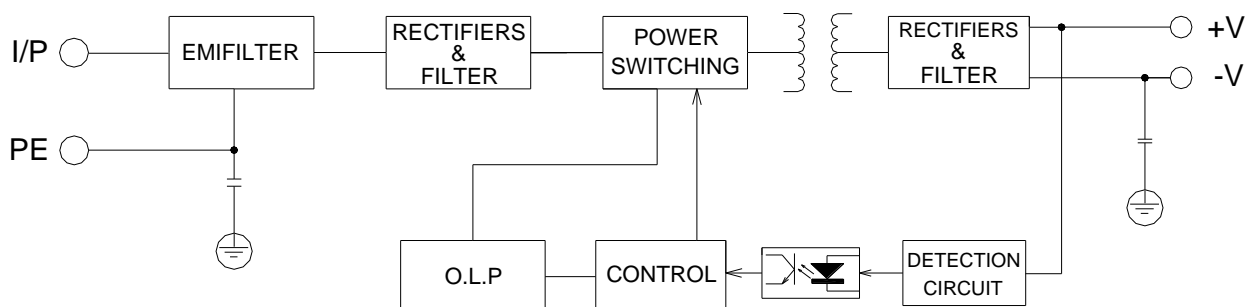 I/P
EMIFILTER
RECTIFIERS
&
FILTER
POWER
SWITCHING
RECTIFIERS
&
FILTER
+V
-V
PE
O.L.P
CONTROL
DETECTION
CIRCUIT